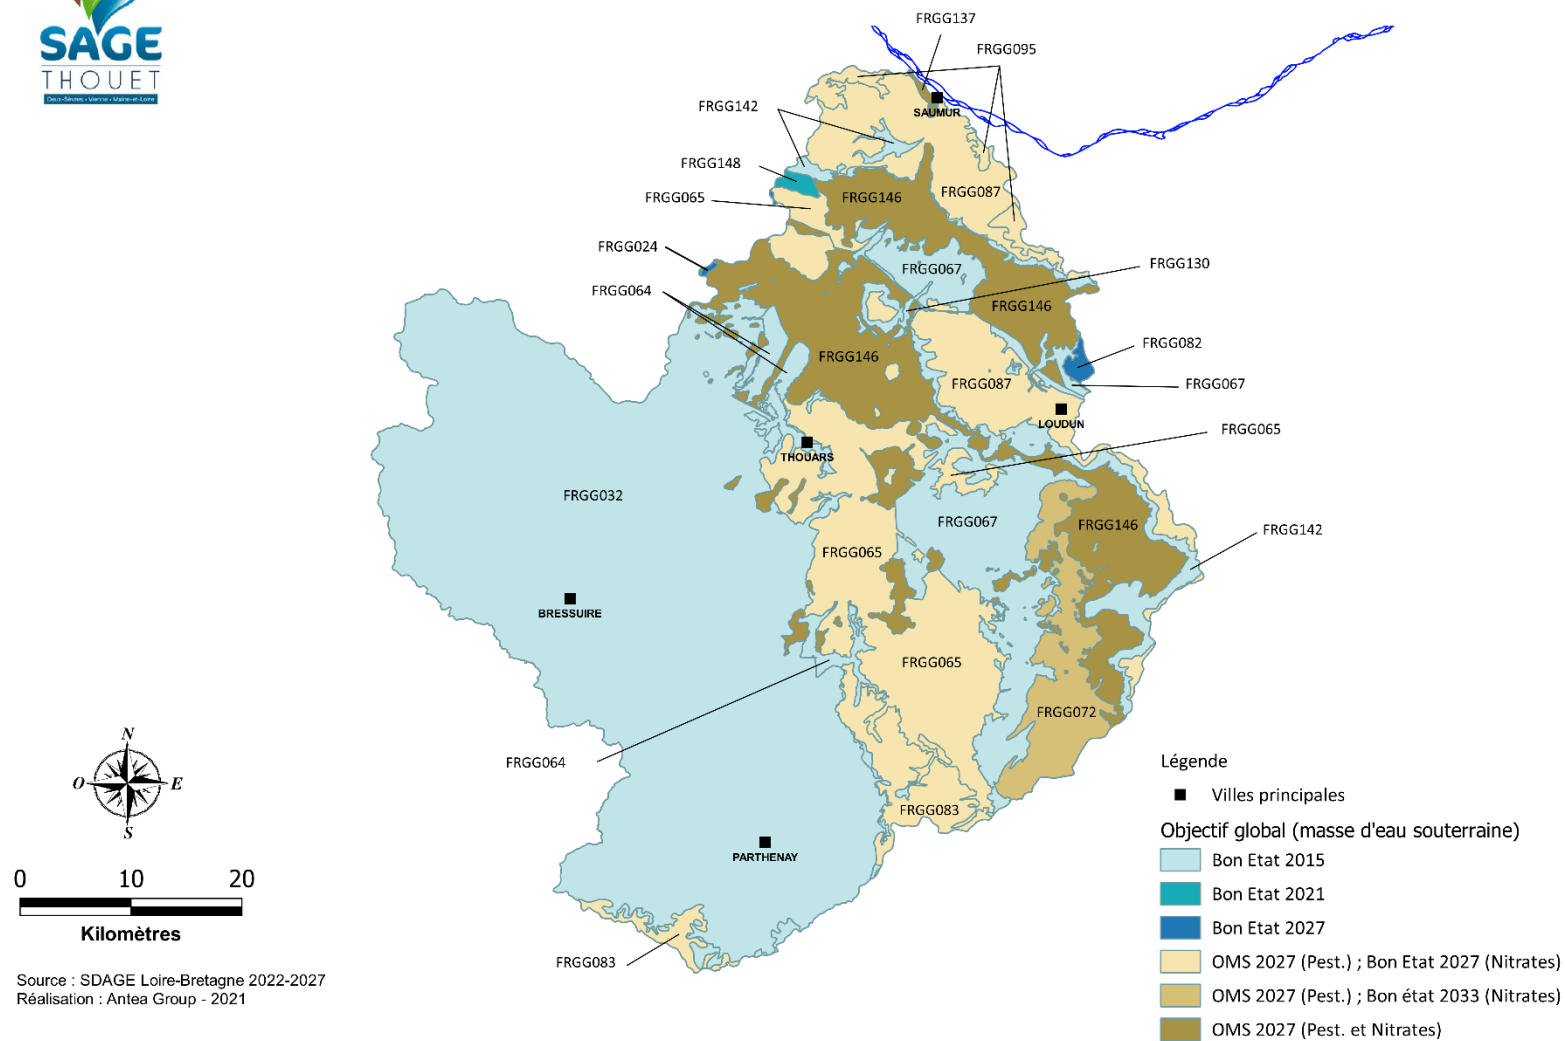 SAGE
THOUET
Deux-Sèvres • Vienne • Maine-et-Loire
FRGG137
FRGG095
FRGG142
SAUMUR
FRGG148
FRGG065
FRGG146
FRGG087
FRGG024
FRGG067
FRGG130
FRGG064
FRGG146
FRGG082
FRGG146
FRGG087
FRGG067
LOUDUN
FRGG065
THOUARS
FRGG032
FRGG067
FRGG146
FRGG142
FRGG065
BRESSUIRE
FRGG065
FRGG072
FRGG064
FRGG083
PARTHENAY
FRGG083
N
O
E
S
0 10 20
Kilomètres
Source : SDAGE Loire-Bretagne 2022-2027
Réalisation : Antea Group - 2021
Légende
Villes principales
Objectif global (masse d'eau souterraine)
Bon Etat 2015
Bon Etat 2021
Bon Etat 2027
OMS 2027 (Pest.) ; Bon Etat 2027 (Nitrates)
OMS 2027 (Pest.) ; Bon état 2033 (Nitrates)
OMS 2027 (Pest. et Nitrates)